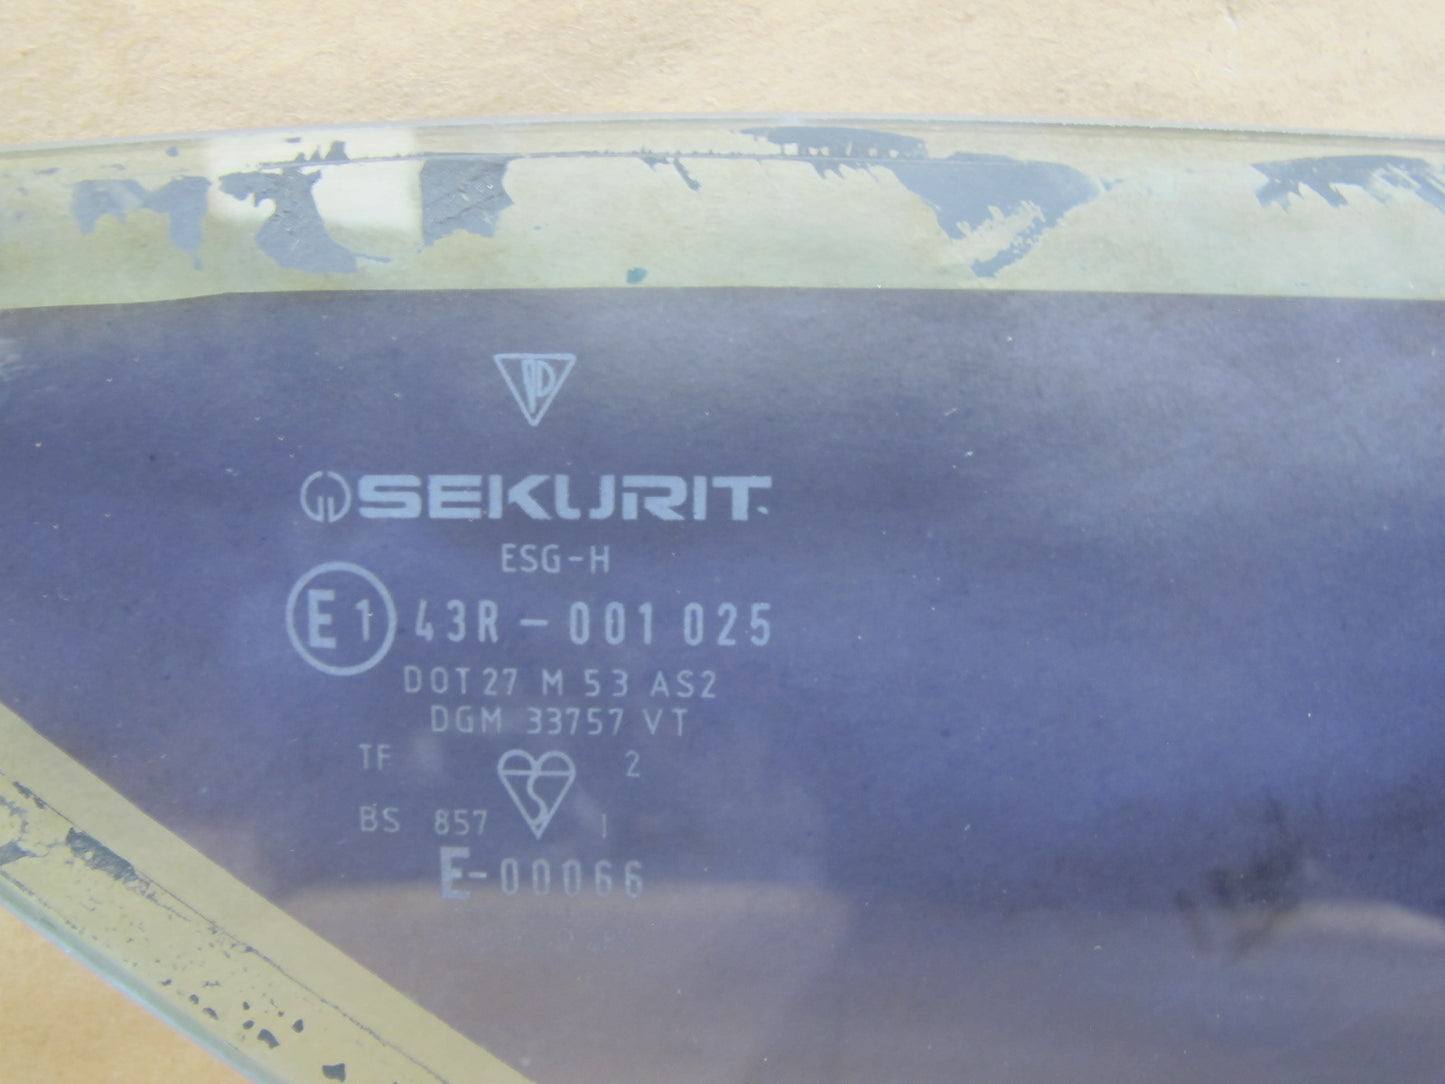 PD
SEKURIT
ESG-H
E1 43R - 001 025
DOT 27 M 53 AS2
DGM 33757 VT
TF 2
BS 857 1
E-00066